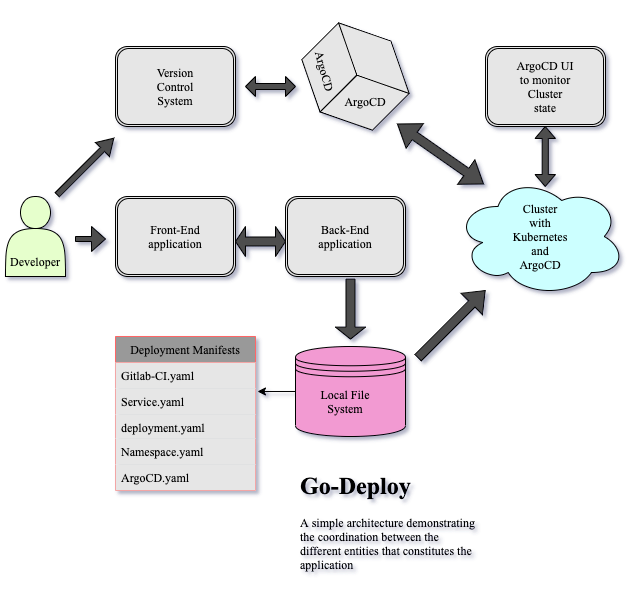 Version
Control
System
ArgoCD
ArgoCD
ArgoCD UI
to monitor
Cluster
state
Developer
Front-End
application
Back-End
application
Cluster
with
Kubernetes
and
ArgoCD
Deployment Manifests
Gitlab-CI.yaml
Service.yaml
deployment.yaml
Namespace.yaml
ArgoCD.yaml
Local File
System
Go-Deploy
A simple architecture demonstrating
the coordination between the
different entities that constitutes the
application